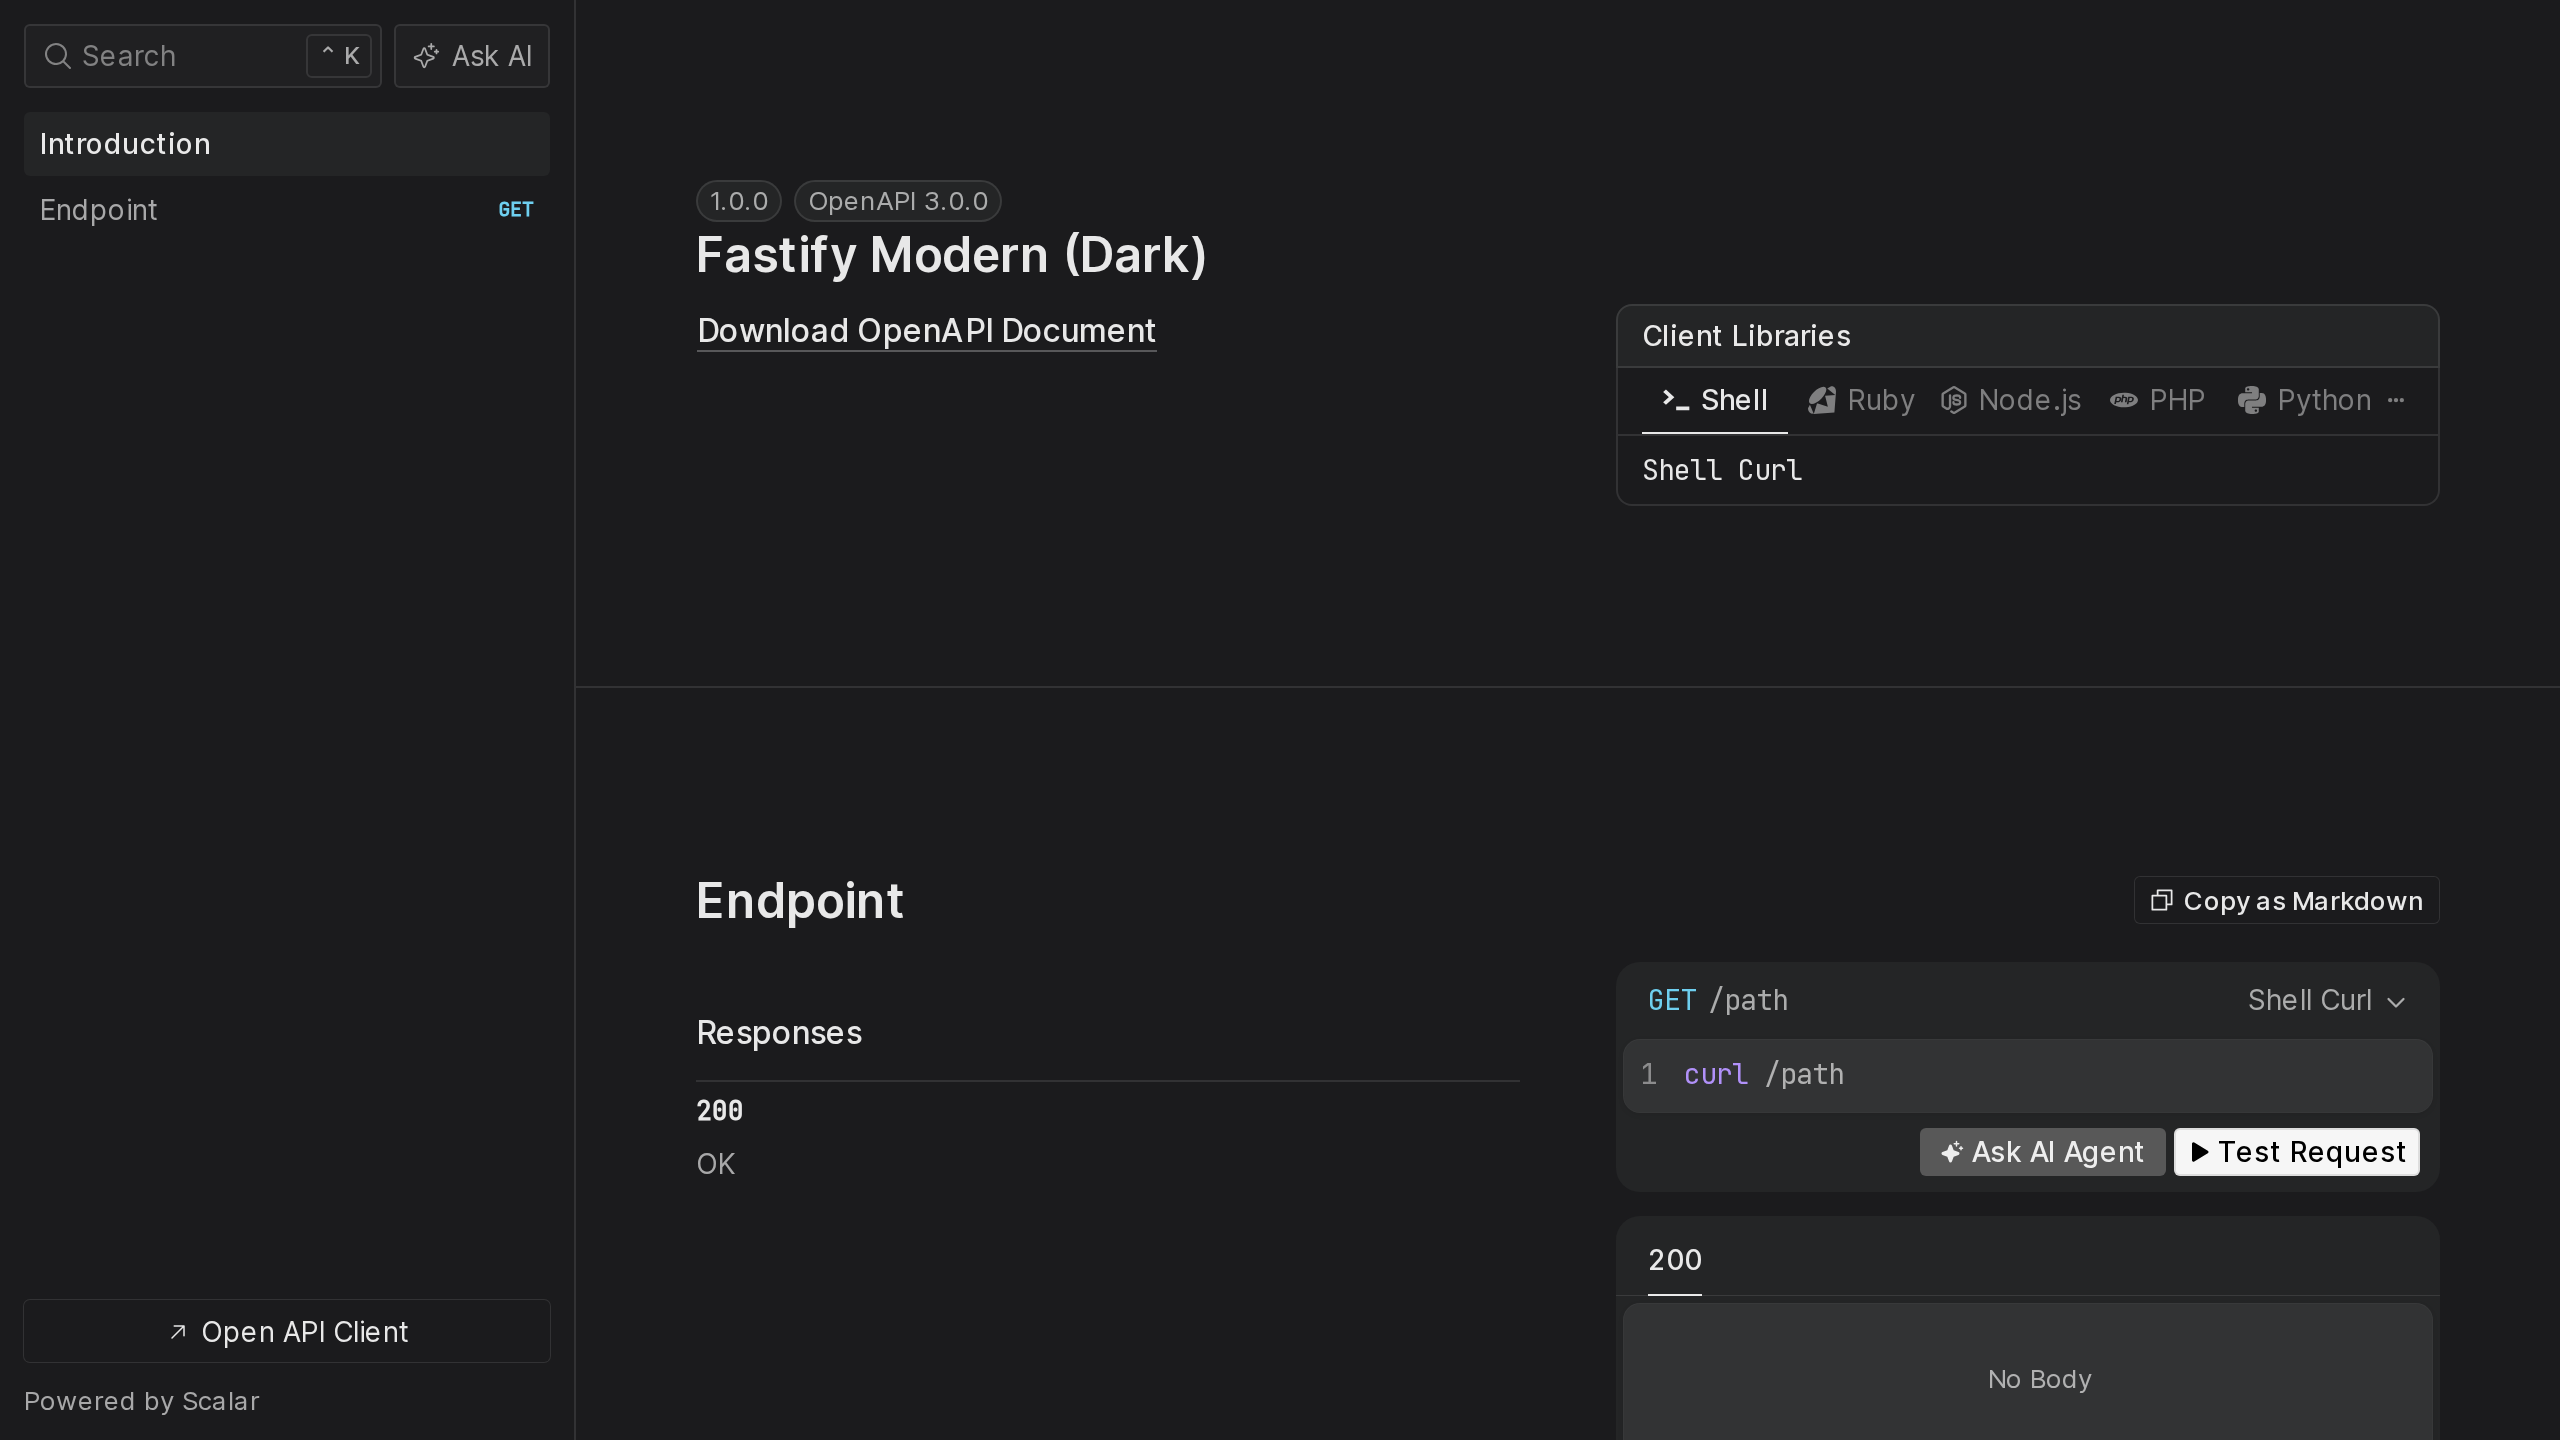 Search
⌃ K
Ask AI
Introduction
Endpoint GET
Open API Client
Powered by Scalar
1.0.0 OpenAPI 3.0.0
Fastify Modern (Dark)
Download OpenAPI Document
Client Libraries
Shell Ruby Node.js PHP Python ···
Shell Curl
Endpoint
Copy as Markdown
Responses
200
OK
GET /path
Shell Curl
1 curl /path
Ask AI Agent
Test Request
200
No Body